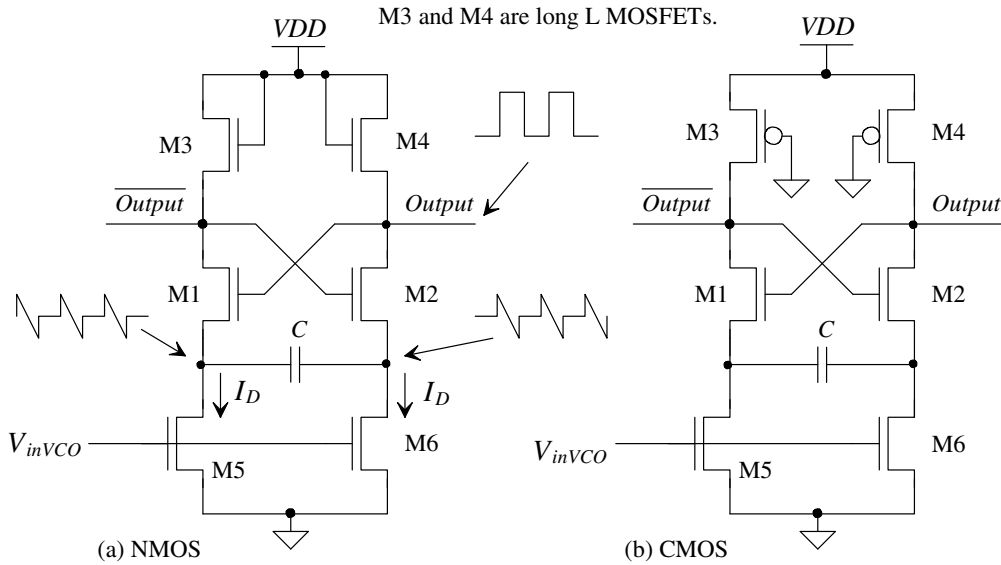 M3 and M4 are long L MOSFETs.
VDD
VDD
M3
M4
M3
M4
Output
Output
Output
Output
M1
M2
M1
M2
C
C
I_D
I_D
V_inVCO
M5
M6
V_inVCO
M5
M6
(a) NMOS
(b) CMOS